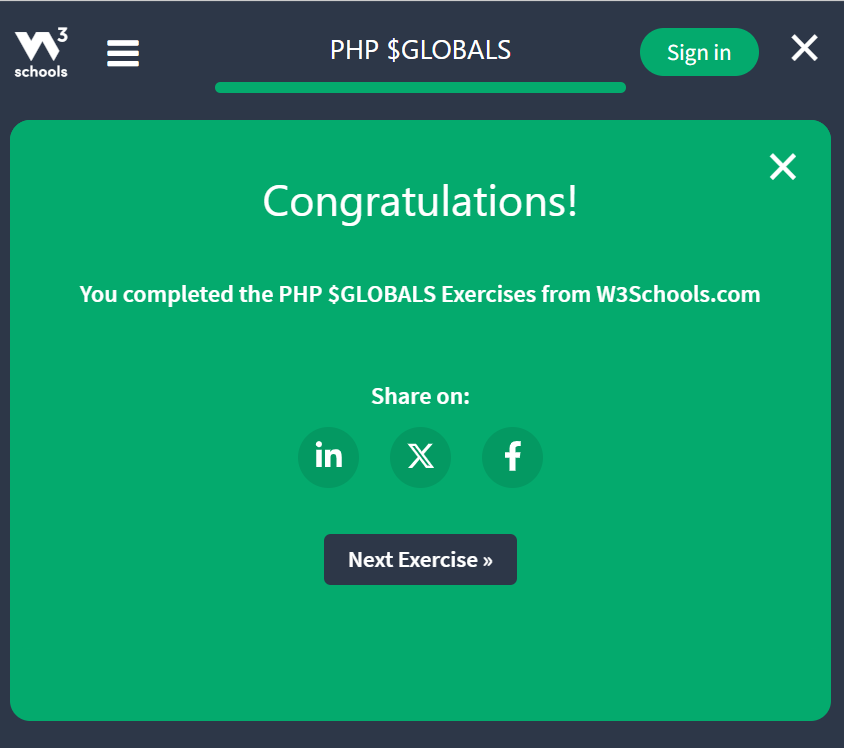 W3 schools
PHP $GLOBALS
Sign in
Congratulations!
You completed the PHP $GLOBALS Exercises from W3Schools.com
Share on:
in X f
Next Exercise »